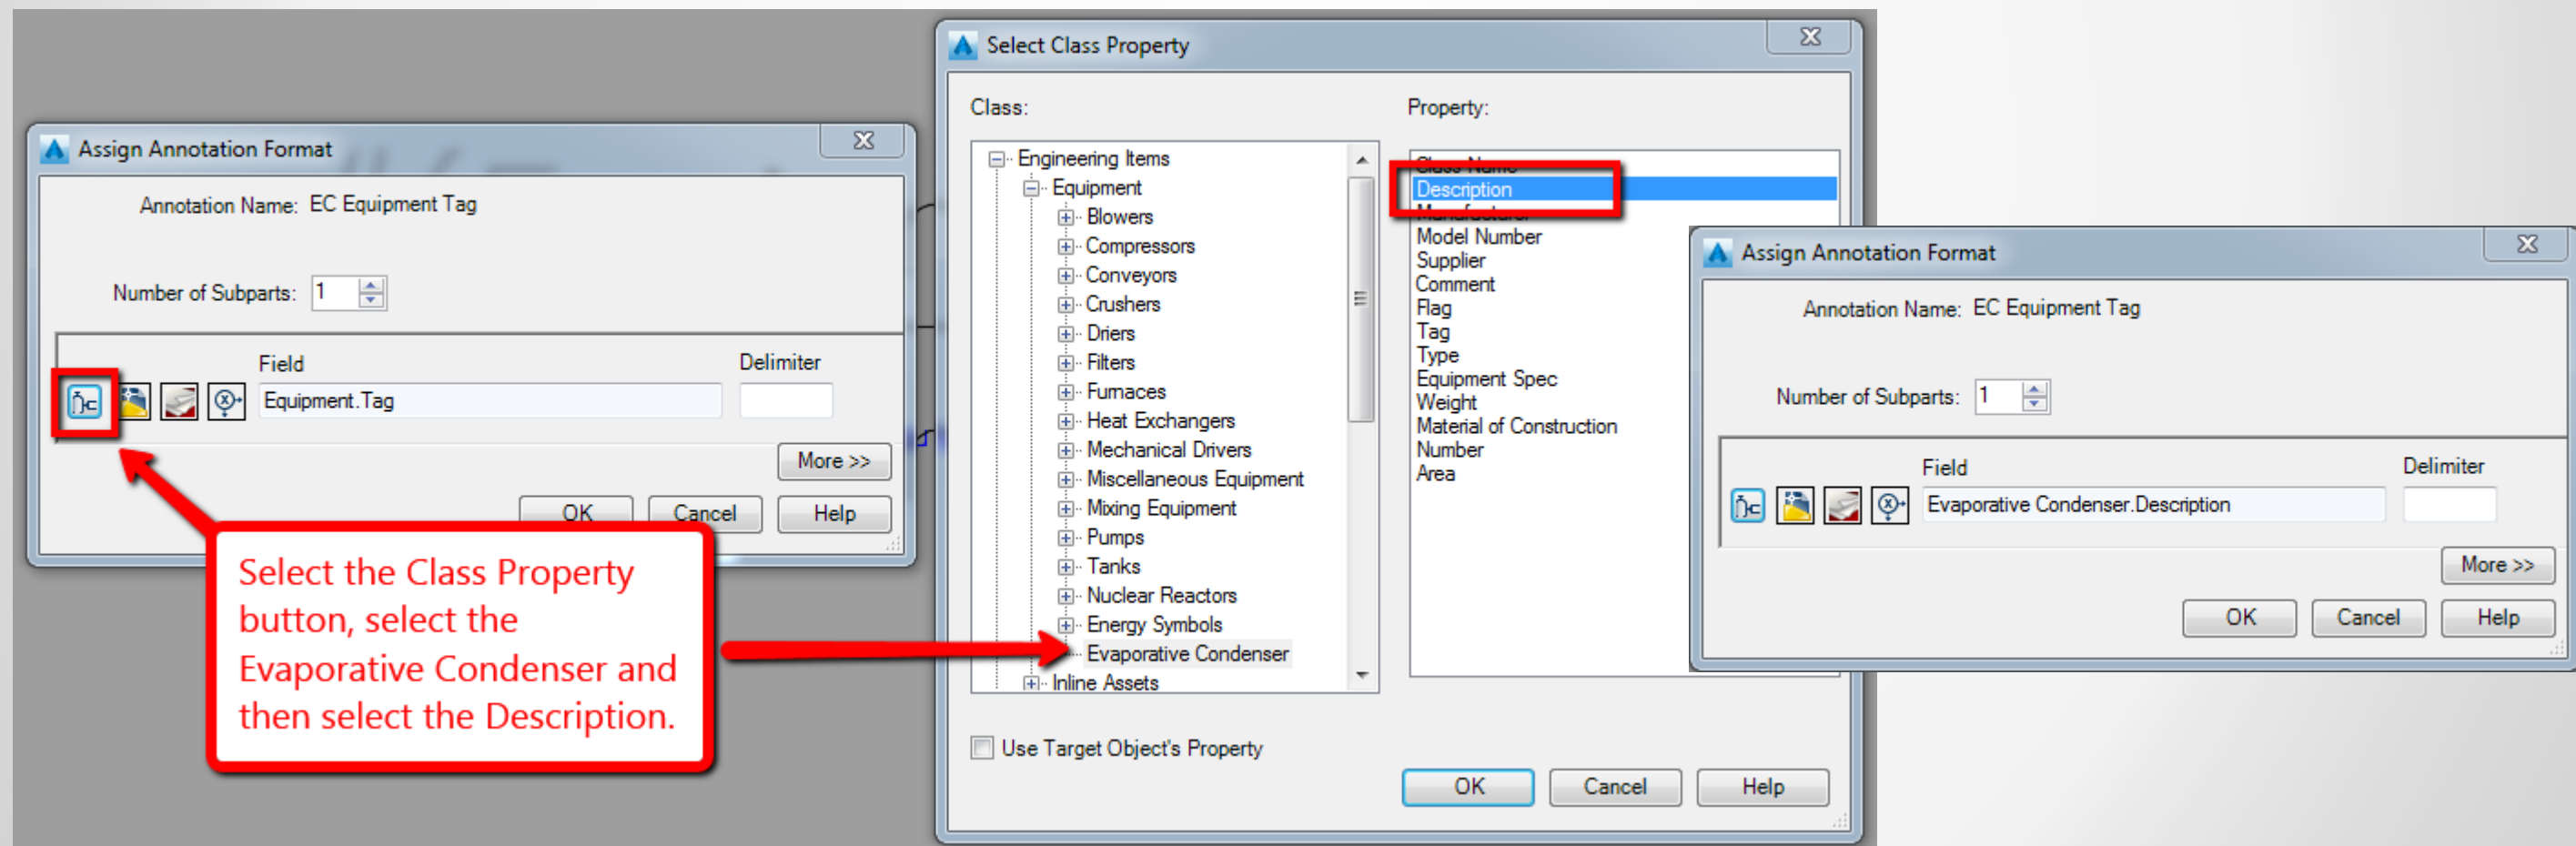 Assign Annotation Format
Annotation Name: EC Equipment Tag
Number of Subparts: 1
Field Delimiter
Equipment.Tag
More >>
OK Cancel Help
Select the Class Property
button, select the
Evaporative Condenser and
then select the Description.
Select Class Property
Class:
Engineering Items
Equipment
Blowers
Compressors
Conveyors
Crushers
Driers
Filters
Furnaces
Heat Exchangers
Mechanical Drivers
Miscellaneous Equipment
Mixing Equipment
Pumps
Tanks
Nuclear Reactors
Energy Symbols
Evaporative Condenser
Inline Assets
Property:
Class Name
Description
Manufacturer
Model Number
Supplier
Comment
Flag
Tag
Type
Equipment Spec
Weight
Material of Construction
Number
Area
Use Target Object's Property
OK Cancel Help
Assign Annotation Format
Annotation Name: EC Equipment Tag
Number of Subparts: 1
Field Delimiter
Evaporative Condenser.Description
More >>
OK Cancel Help